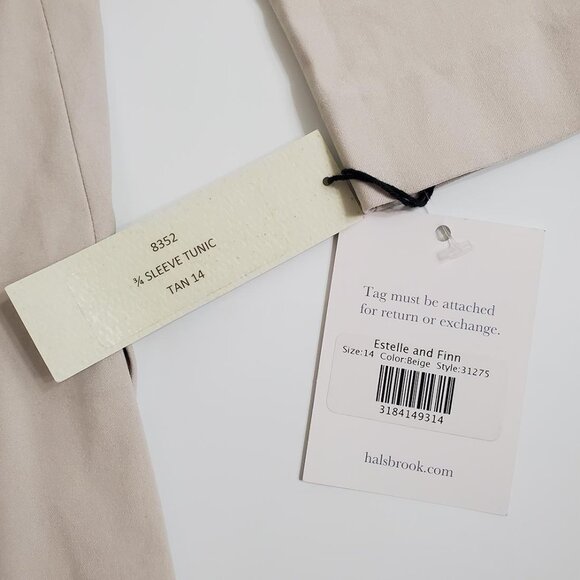 8352
¾ SLEEVE TUNIC
TAN 14
Tag must be attached
for return or exchange.
Estelle and Finn
Size:14 Color:Beige Style:31275
3184149314
halsbrook.com